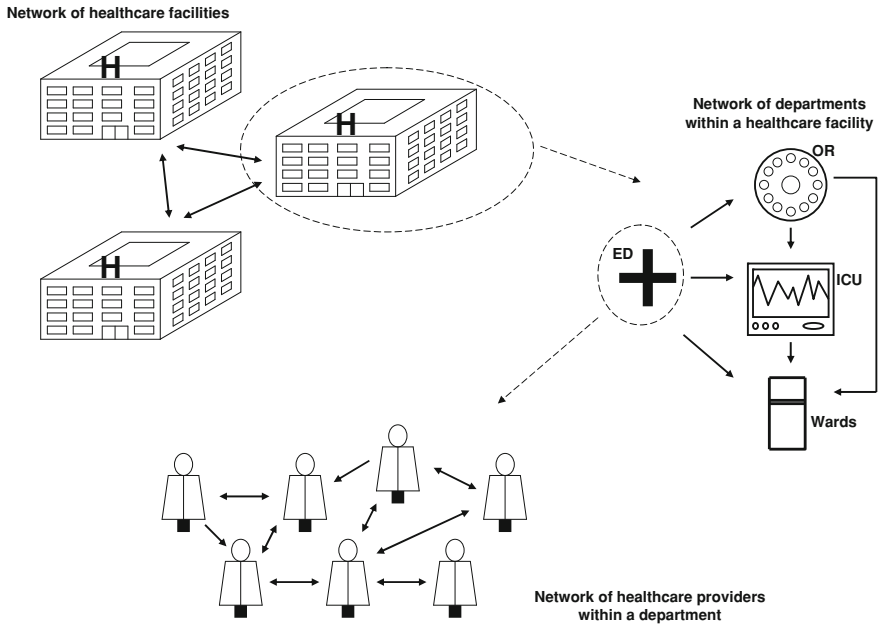 Network of healthcare facilities
H
H
H
Network of departments
within a healthcare facility
OR
ED
ICU
Wards
Network of healthcare providers
within a department